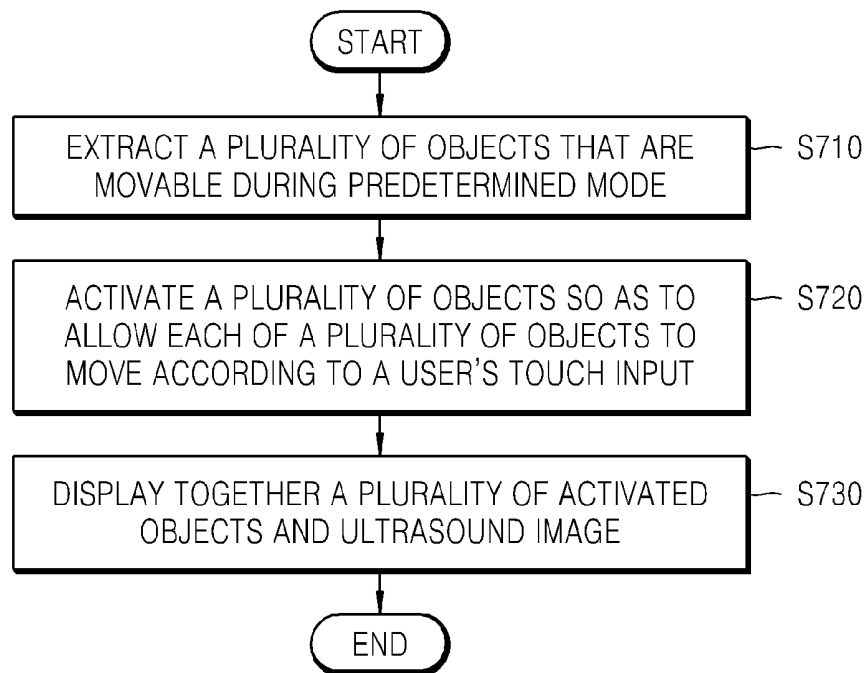 START
EXTRACT A PLURALITY OF OBJECTS THAT ARE
MOVABLE DURING PREDETERMINED MODE
S710
ACTIVATE A PLURALITY OF OBJECTS SO AS TO
ALLOW EACH OF A PLURALITY OF OBJECTS TO
MOVE ACCORDING TO A USER'S TOUCH INPUT
S720
DISPLAY TOGETHER A PLURALITY OF ACTIVATED
OBJECTS AND ULTRASOUND IMAGE
S730
END